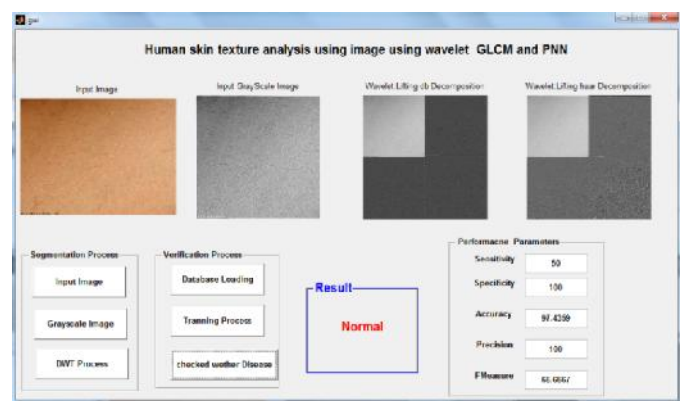 gui
Human skin texture analysis using image using wavelet GLCM and PNN
Input Image
Input GrayScale Image
Wavelet Lifting db Decomposition
Wavelet Lifting haar Decomposition
Segmentation Process
Input Image
Grayscale Image
DWT Process
Verification Process
Database Loading
Tranning Process
checked wether Disease
Result
Normal
Performacne Parameters
Sensitivity
50
Specificity
100
Accuracy
97.4359
Precision
100
FMeasure
66.6667